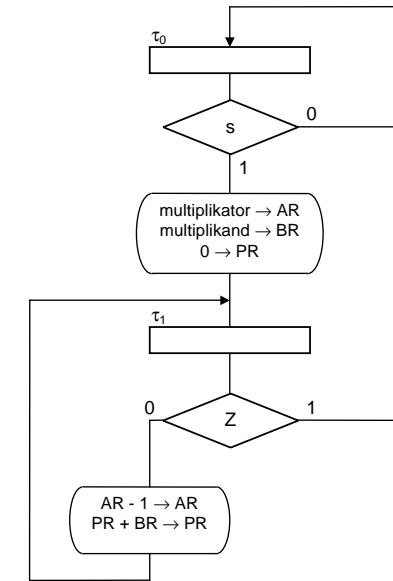 τ0
s
0
1
multiplikator → AR
multiplikand → BR
0 → PR
τ1
0
Z
1
AR - 1 → AR
PR + BR → PR